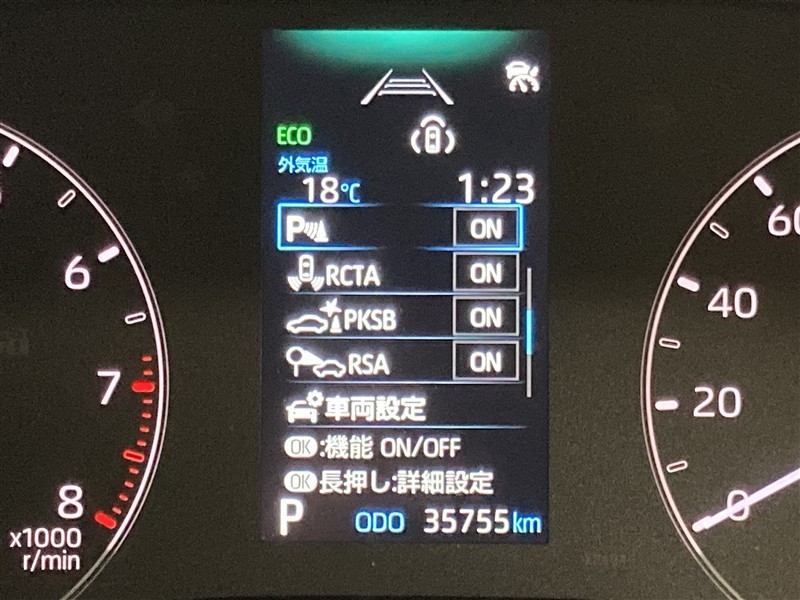 ECO
外気温
18℃ 1:23
P ON
RCTA ON
PKSB ON
RSA ON
車両設定
OK:機能 ON/OFF
OK長押し:詳細設定
P ODO 35755km
6
7
8
x1000
r/min
60
40
20
0